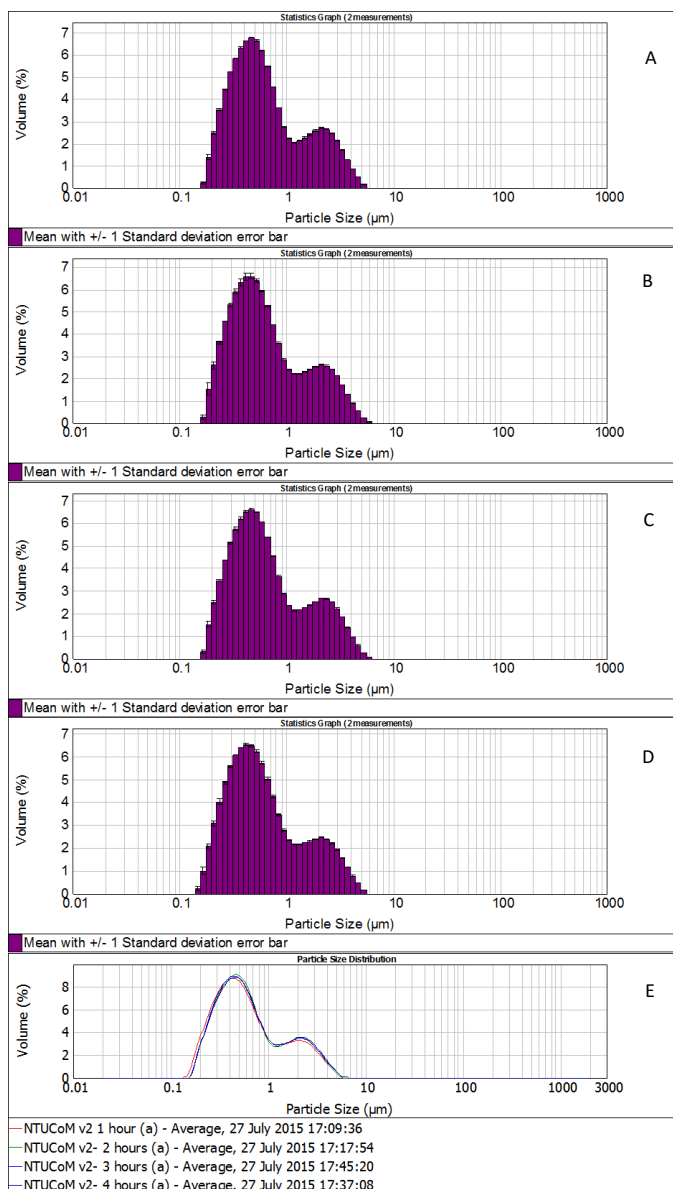 Statistics Graph (2 measurements)
A
Volume (%)
7
6
5
4
3
2
1
0
0.01 0.1 1 10 100 1000
Particle Size (µm)
Mean with +/- 1 Standard deviation error bar
Statistics Graph (2 measurements)
B
Volume (%)
7
6
5
4
3
2
1
0
0.01 0.1 1 10 100 1000
Particle Size (µm)
Mean with +/- 1 Standard deviation error bar
Statistics Graph (2 measurements)
C
Volume (%)
7
6
5
4
3
2
1
0
0.01 0.1 1 10 100 1000
Particle Size (µm)
Mean with +/- 1 Standard deviation error bar
Statistics Graph (2 measurements)
D
Volume (%)
7
6
5
4
3
2
1
0
0.01 0.1 1 10 100 1000
Particle Size (µm)
Mean with +/- 1 Standard deviation error bar
Particle Size Distribution
E
Volume (%)
8
6
4
2
0
0.01 0.1 1 10 100 1000 3000
Particle Size (µm)
NTUCoM v2 1 hour (a) - Average, 27 July 2015 17:09:36
NTUCoM v2- 2 hours (a) - Average, 27 July 2015 17:17:54
NTUCoM v2- 3 hours (a) - Average, 27 July 2015 17:45:20
NTUCoM v2- 4 hours (a) - Average, 27 July 2015 17:37:08